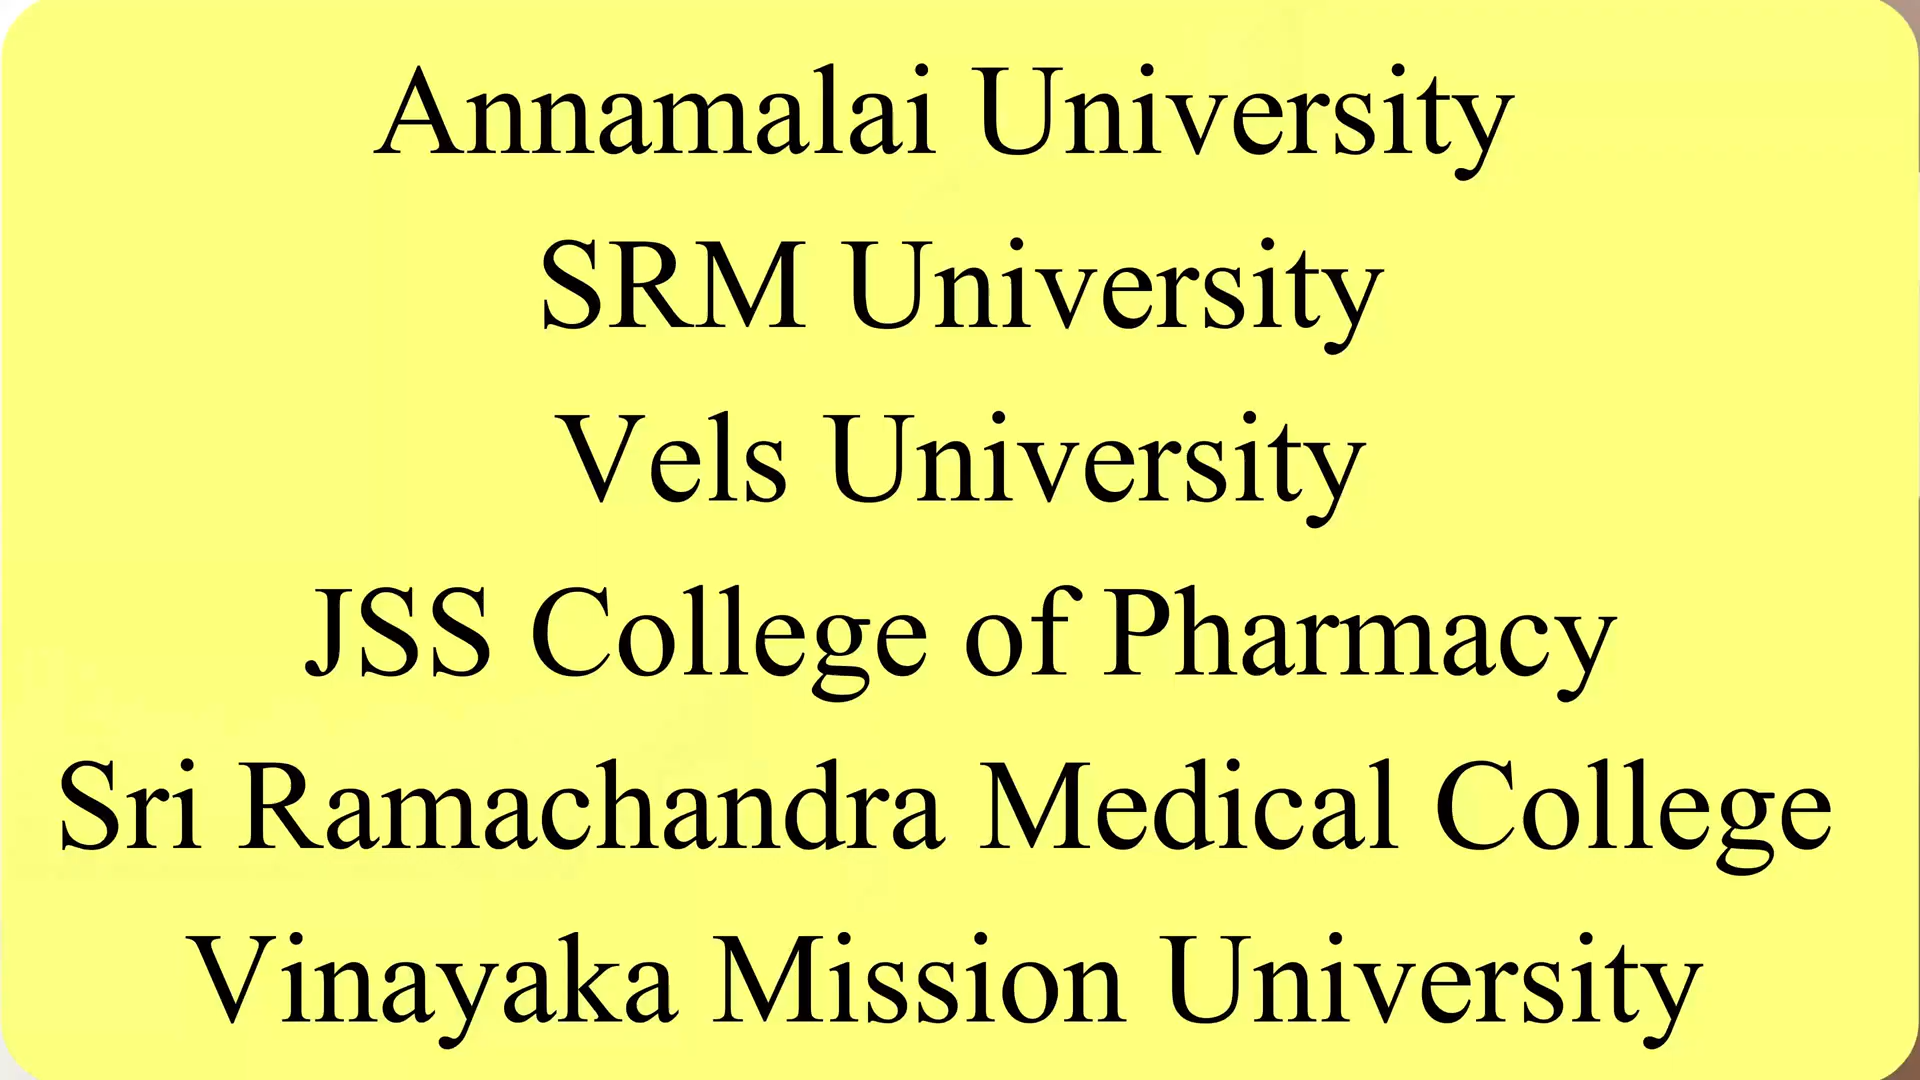 Annamalai University
SRM University
Vels University
JSS College of Pharmacy
Sri Ramachandra Medical College
Vinayaka Mission University